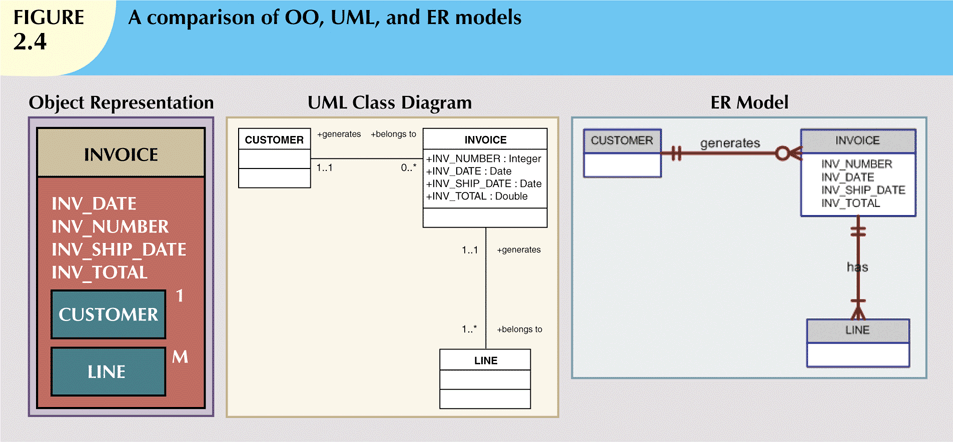 FIGURE
2.4
A comparison of OO, UML, and ER models
Object Representation
INVOICE
INV_DATE
INV_NUMBER
INV_SHIP_DATE
INV_TOTAL
1
CUSTOMER
M
LINE
UML Class Diagram
CUSTOMER
+generates
+belongs to
1..1
0..*
INVOICE
+INV_NUMBER : Integer
+INV_DATE : Date
+INV_SHIP_DATE : Date
+INV_TOTAL : Double
1..1
+generates
1..*
+belongs to
LINE
ER Model
CUSTOMER
generates
INVOICE
INV_NUMBER
INV_DATE
INV_SHIP_DATE
INV_TOTAL
has
LINE